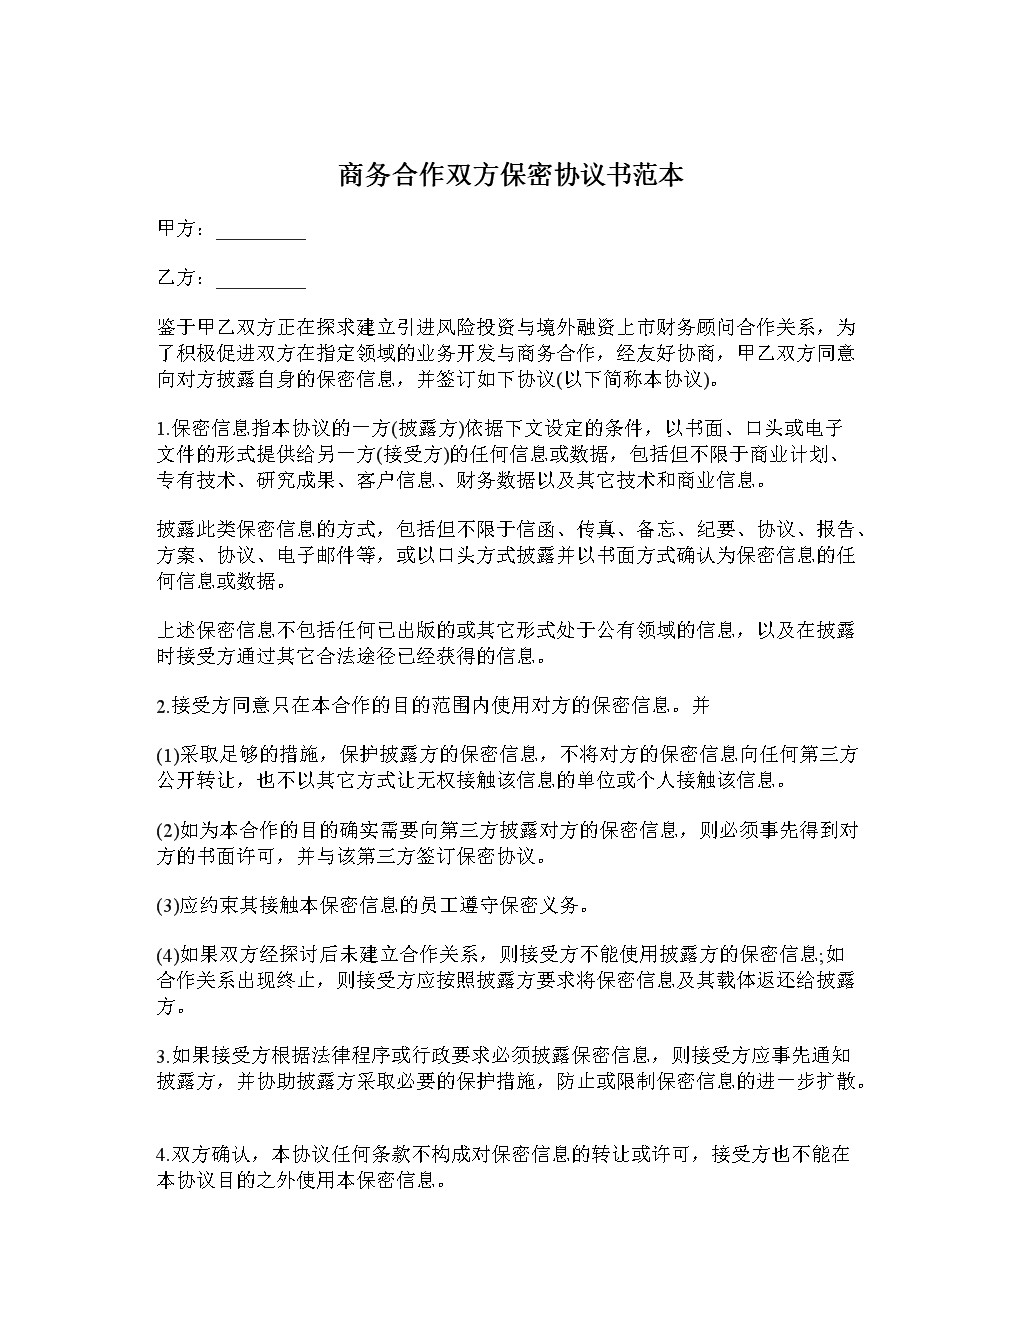 商务合作双方保密协议书范本
甲方：_________
乙方：_________
鉴于甲乙双方正在探求建立引进风险投资与境外融资上市财务顾问合作关系，为
了积极促进双方在指定领域的业务开发与商务合作，经友好协商，甲乙双方同意
向对方披露自身的保密信息，并签订如下协议(以下简称本协议)。
1.保密信息指本协议的一方(披露方)依据下文设定的条件，以书面、口头或电子
文件的形式提供给另一方(接受方)的任何信息或数据，包括但不限于商业计划、
专有技术、研究成果、客户信息、财务数据以及其它技术和商业信息。
披露此类保密信息的方式，包括但不限于信函、传真、备忘、纪要、协议、报告、
方案、协议、电子邮件等，或以口头方式披露并以书面方式确认为保密信息的任
何信息或数据。
上述保密信息不包括任何已出版的或其它形式处于公有领域的信息，以及在披露
时接受方通过其它合法途径已经获得的信息。
2.接受方同意只在本合作的目的范围内使用对方的保密信息。并
(1)采取足够的措施，保护披露方的保密信息，不将对方的保密信息向任何第三方
公开转让，也不以其它方式让无权接触该信息的单位或个人接触该信息。
(2)如为本合作的目的确实需要向第三方披露对方的保密信息，则必须事先得到对
方的书面许可，并与该第三方签订保密协议。
(3)应约束其接触本保密信息的员工遵守保密义务。
(4)如果双方经探讨后未建立合作关系，则接受方不能使用披露方的保密信息;如
合作关系出现终止，则接受方应按照披露方要求将保密信息及其载体返还给披露
方。
3.如果接受方根据法律程序或行政要求必须披露保密信息，则接受方应事先通知
披露方，并协助披露方采取必要的保护措施，防止或限制保密信息的进一步扩散。
4.双方确认，本协议任何条款不构成对保密信息的转让或许可，接受方也不能在
本协议目的之外使用本保密信息。